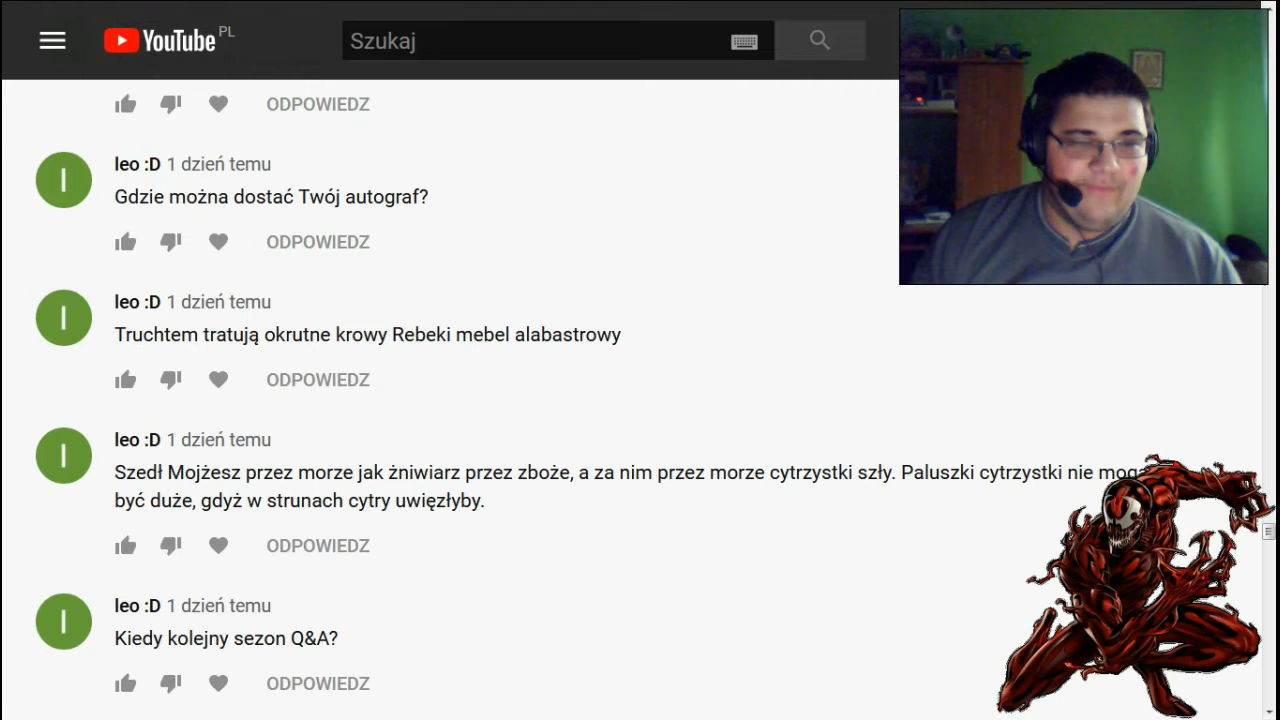 YouTube PL
Szukaj
ODPOWIEDZ
leo :D 1 dzień temu
Gdzie można dostać Twój autograf?
ODPOWIEDZ
leo :D 1 dzień temu
Truchtem tratują okrutne krowy Rebeki mebel alabastrowy
ODPOWIEDZ
leo :D 1 dzień temu
Szedł Mojżesz przez morze jak żniwiarz przez zboże, a za nim przez morze cytrzystki szły. Paluszki cytrzystki nie mogą
być duże, gdyż w strunach cytry uwięzłyby.
ODPOWIEDZ
leo :D 1 dzień temu
Kiedy kolejny sezon Q&A?
ODPOWIEDZ